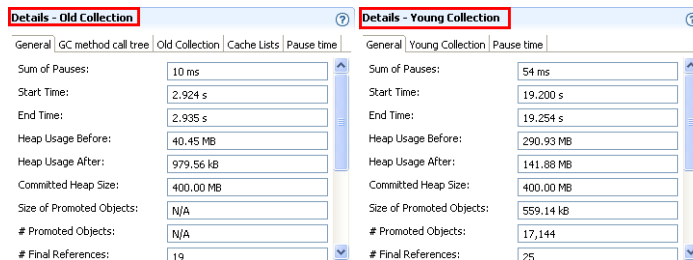 Details - Old Collection
General GC method call tree Old Collection Cache Lists Pause time
Sum of Pauses: 10 ms
Start Time: 2.924 s
End Time: 2.935 s
Heap Usage Before: 40.45 MB
Heap Usage After: 979.56 kB
Committed Heap Size: 400.00 MB
Size of Promoted Objects: N/A
# Promoted Objects: N/A
# Final References: 19
Details - Young Collection
General Young Collection Pause time
Sum of Pauses: 54 ms
Start Time: 19.200 s
End Time: 19.254 s
Heap Usage Before: 290.93 MB
Heap Usage After: 141.88 MB
Committed Heap Size: 400.00 MB
Size of Promoted Objects: 559.14 kB
# Promoted Objects: 17,144
# Final References: 25